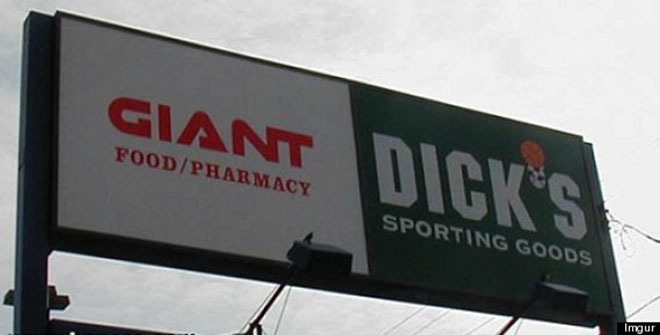 GIANT
FOOD/PHARMACY
DICK'S
SPORTING GOODS
Imgur